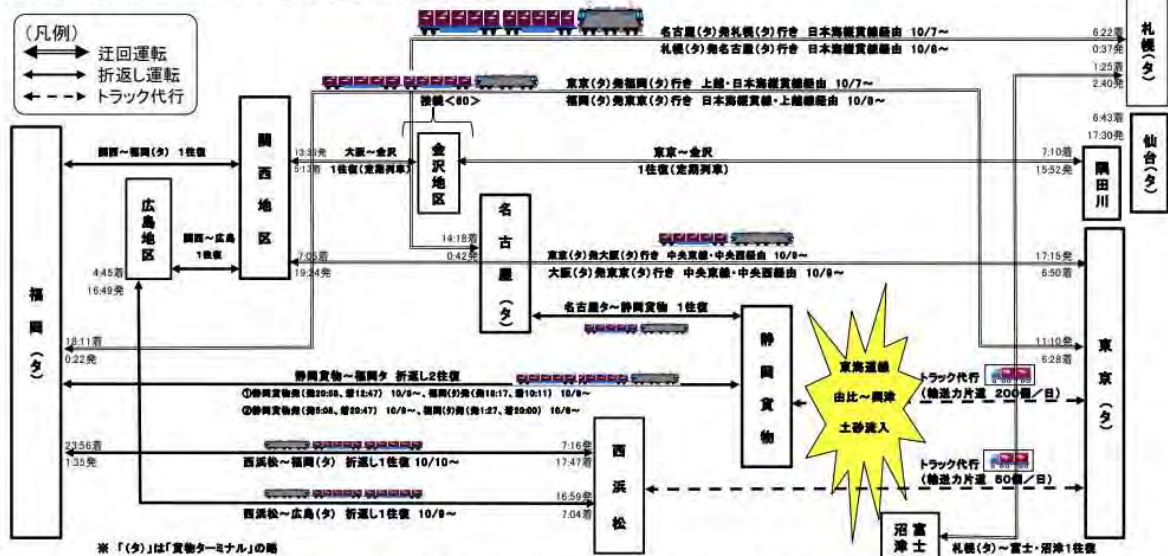 (凡例)
迂回運転
折返し運転
トラック代行
名古屋(タ)発札幌(タ)行き 日本海縦貫線経由 10/7~
札幌(タ)発名古屋(タ)行き 日本海縦貫線経由 10/8~
6:22着
0:37発
1:25着
2:40発
札幌(タ)
東京(タ)発福岡(タ)行き 上越・日本海縦貫線経由 10/7~
福岡(タ)発東京(タ)行き 日本海縦貫線・上越線経由 10/9~
接続<60>
6:43着
17:30発
仙台(タ)
関西~福岡(タ) 1往復
関西地区
大阪~金沢
1往復(定期列車)
5:12着
金沢地区
東京~金沢
1往復(定期列車)
7:10着
15:52発
隅田川
広島地区
関西~広島
1往復
4:45着
16:49発
7:05着
19:24発
名古屋(タ)
14:18着
0:42発
東京(タ)発大阪(タ)行き 中央東線・中央西経由 10/9~
大阪(タ)発東京(タ)行き 中央東線・中央西経由 10/9~
17:15発
6:50着
名古屋タ~静岡貨物 1往復
福岡(タ)
18:11着
0:22発
11:10発
6:28着
東京(タ)
静岡貨物~福岡タ 折返し2往復
静岡貨物
東海道線
由比~興津
土砂流入
トラック代行
(輸送力片道 200個/日)
23:56着
1:35発
西浜松~福岡(タ) 折返し1往復 10/10~
7:16発
17:47着
西浜松
トラック代行
(輸送力片道 50個/日)
西浜松~広島(タ) 折返し1往復 10/9~
16:59発
7:04着
富士
沼津
札幌(タ)~富士・沼津1往復
※ 「(タ)」は「貨物ターミナル」の略